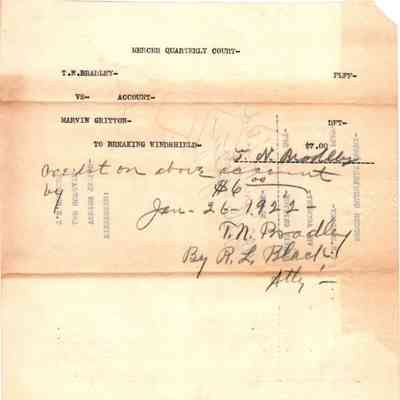 MERCER QUARTERLY COURT-
T.N.BRADLEY- PLFF-
VS- ACCOUNT-
MARVIN GRITTON- DFT-
TO BREAKING WINDSHIELD- $7.00
T. N. Bradley
Credit on above account
by $6 00
Jan - 26 - 1922 -
T. N. Bradley
By R. L. Black
Atty -